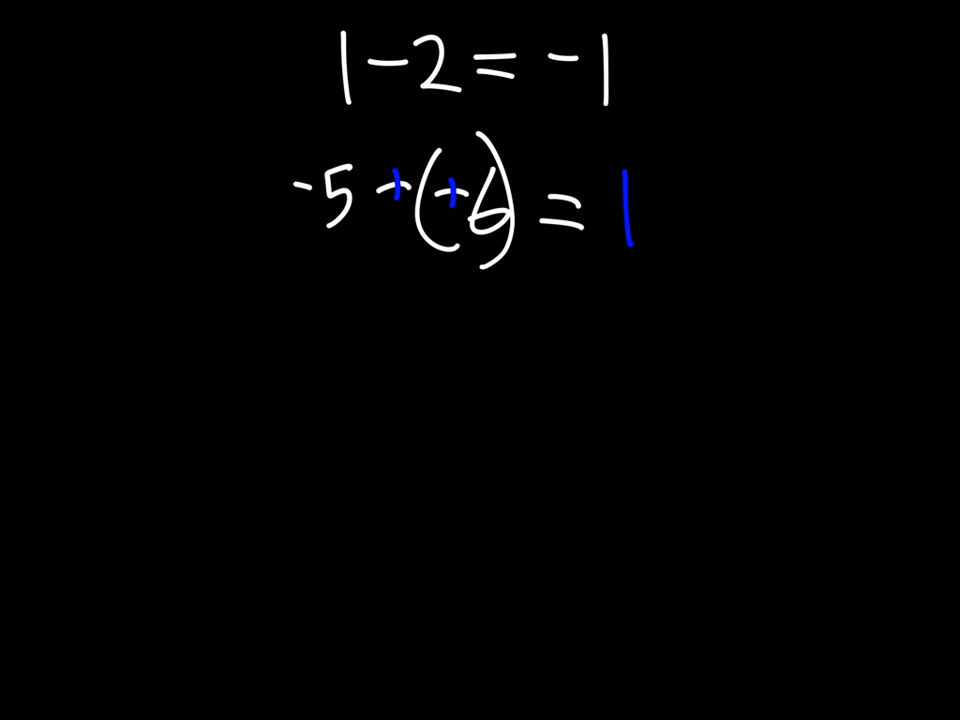 1 - 2 = -1
-5 + (+6) = 1